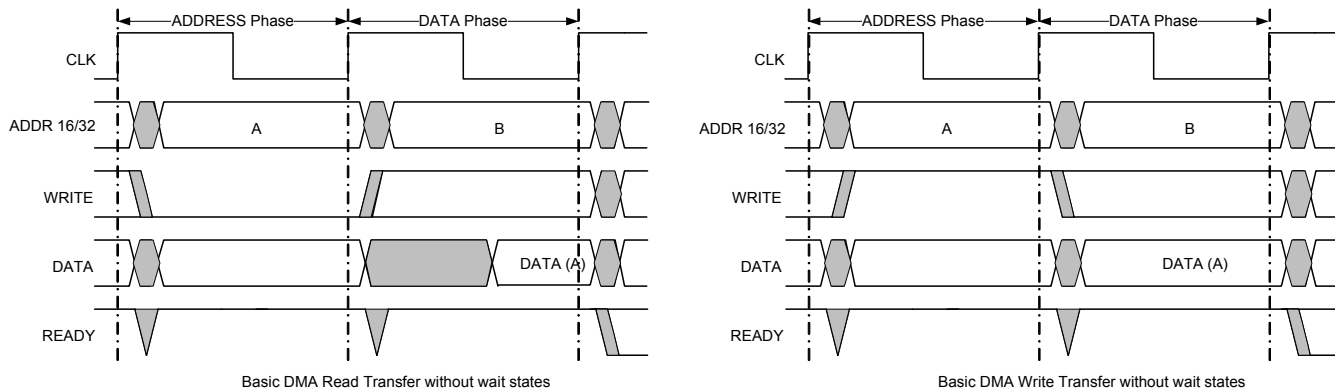 ADDRESS Phase
DATA Phase
CLK
ADDR 16/32
A
B
WRITE
DATA
DATA (A)
READY
Basic DMA Read Transfer without wait states
ADDRESS Phase
DATA Phase
CLK
ADDR 16/32
A
B
WRITE
DATA
DATA (A)
READY
Basic DMA Write Transfer without wait states